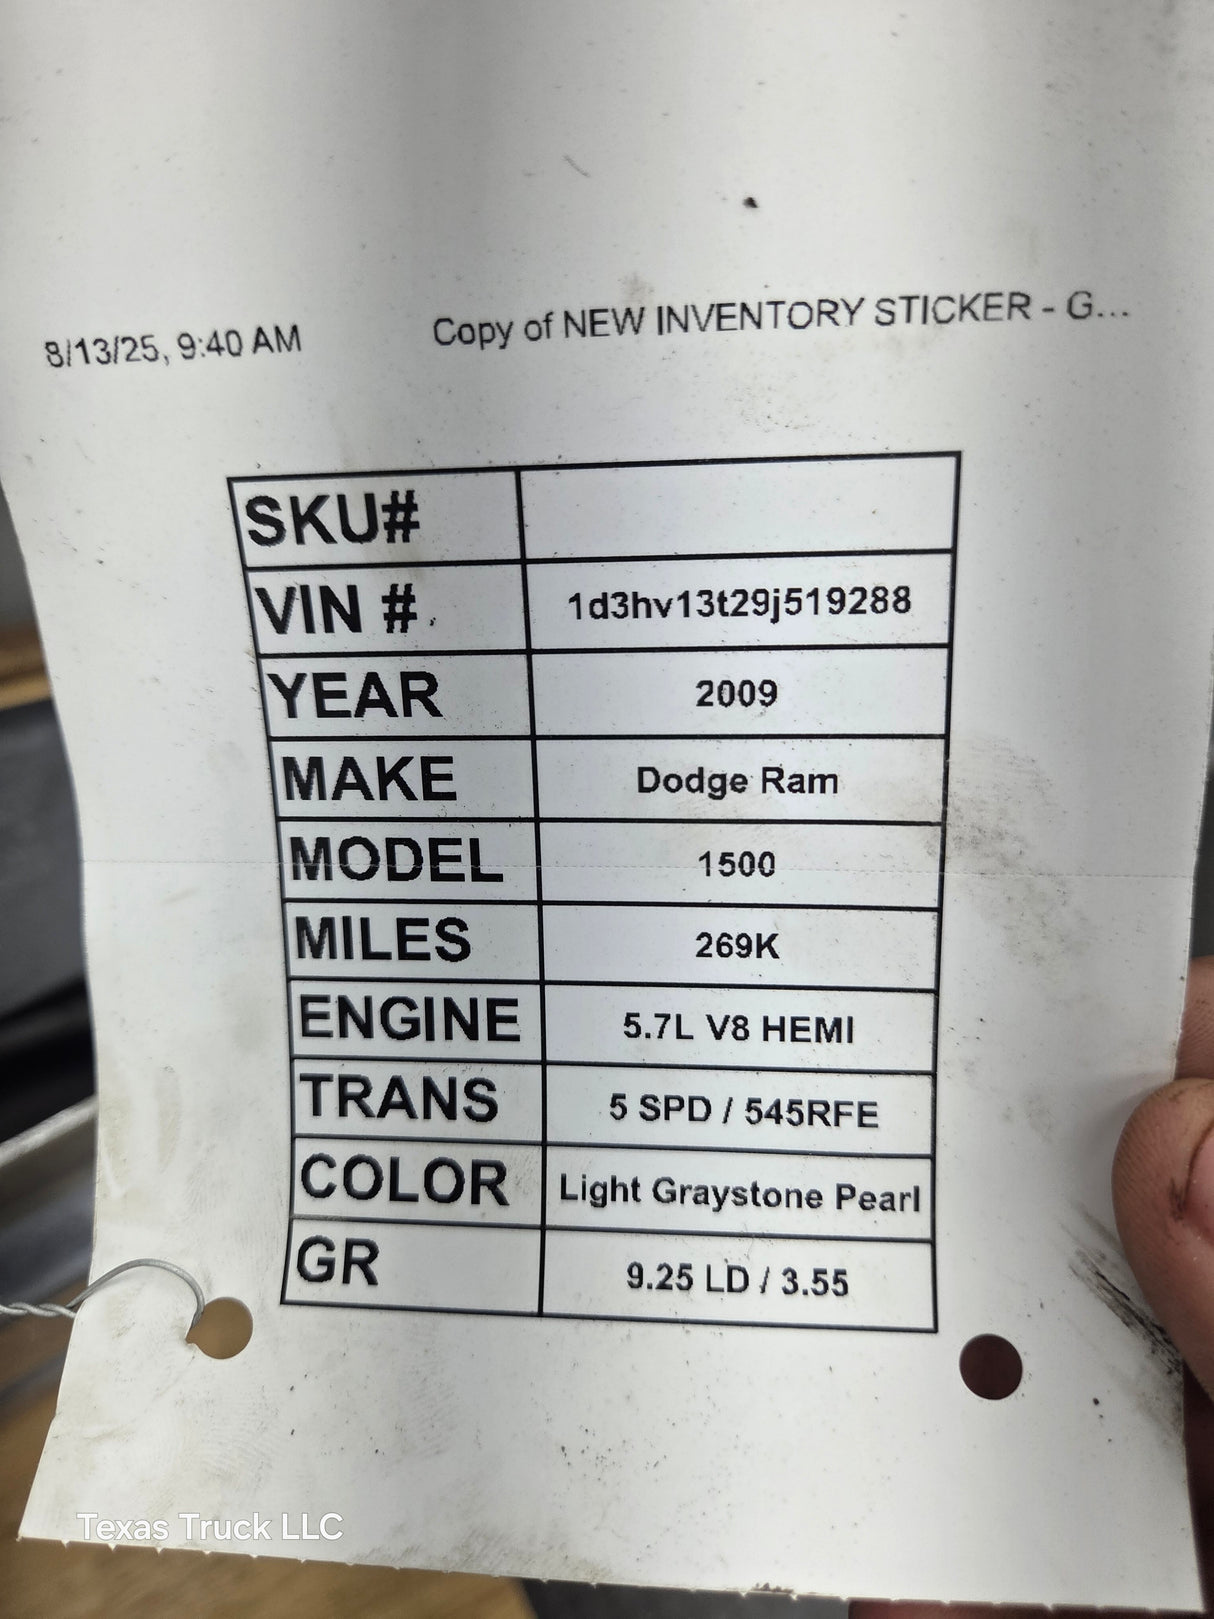 8/13/25, 9:40 AM
Copy of NEW INVENTORY STICKER - G...
SKU#
VIN # 1d3hv13t29j519288
YEAR 2009
MAKE Dodge Ram
MODEL 1500
MILES 269K
ENGINE 5.7L V8 HEMI
TRANS 5 SPD / 545RFE
COLOR Light Graystone Pearl
GR 9.25 LD / 3.55
Texas Truck LLC